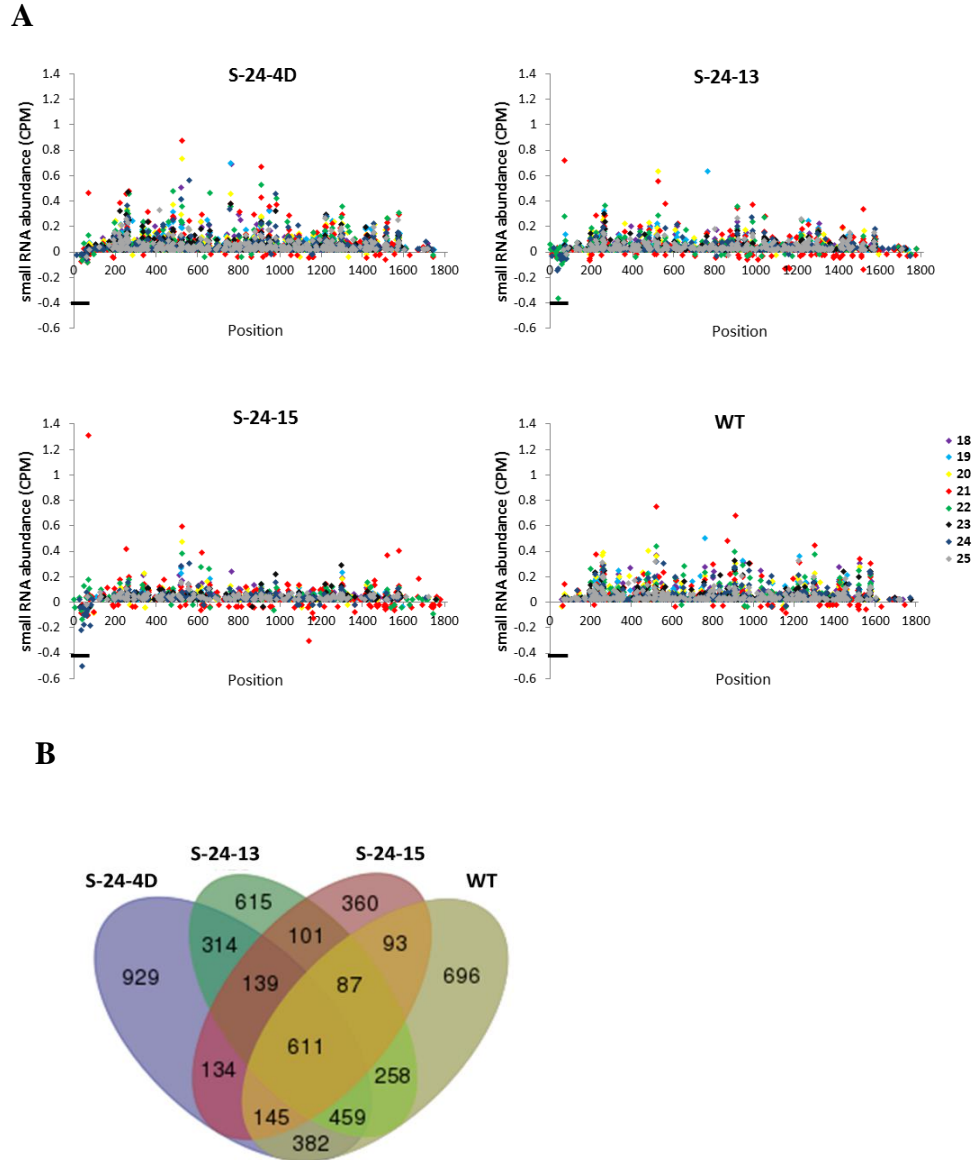 A
S-24-4D
S-24-13
small RNA abundance (CPM)
1.4
1.2
1
0.8
0.6
0.4
0.2
0
-0.2
-0.4
-0.6
0 200 400 600 800 1000 1200 1400 1600 1800
Position
small RNA abundance (CPM)
1.4
1.2
1
0.8
0.6
0.4
0.2
0
-0.2
-0.4
-0.6
0 200 400 600 800 1000 1200 1400 1600 1800
Position
S-24-15
WT
small RNA abundance (CPM)
1.4
1.2
1
0.8
0.6
0.4
0.2
0
-0.2
-0.4
-0.6
0 200 400 600 800 1000 1200 1400 1600 1800
Position
small RNA abundance (CPM)
1.4
1.2
1
0.8
0.6
0.4
0.2
0
-0.2
-0.4
-0.6
0 200 400 600 800 1000 1200 1400 1600 1800
Position
18
19
20
21
22
23
24
25
B
S-24-13 S-24-15
S-24-4D WT
615 360
314 101 93
929 139 87 696
611
134 258
145 459
382